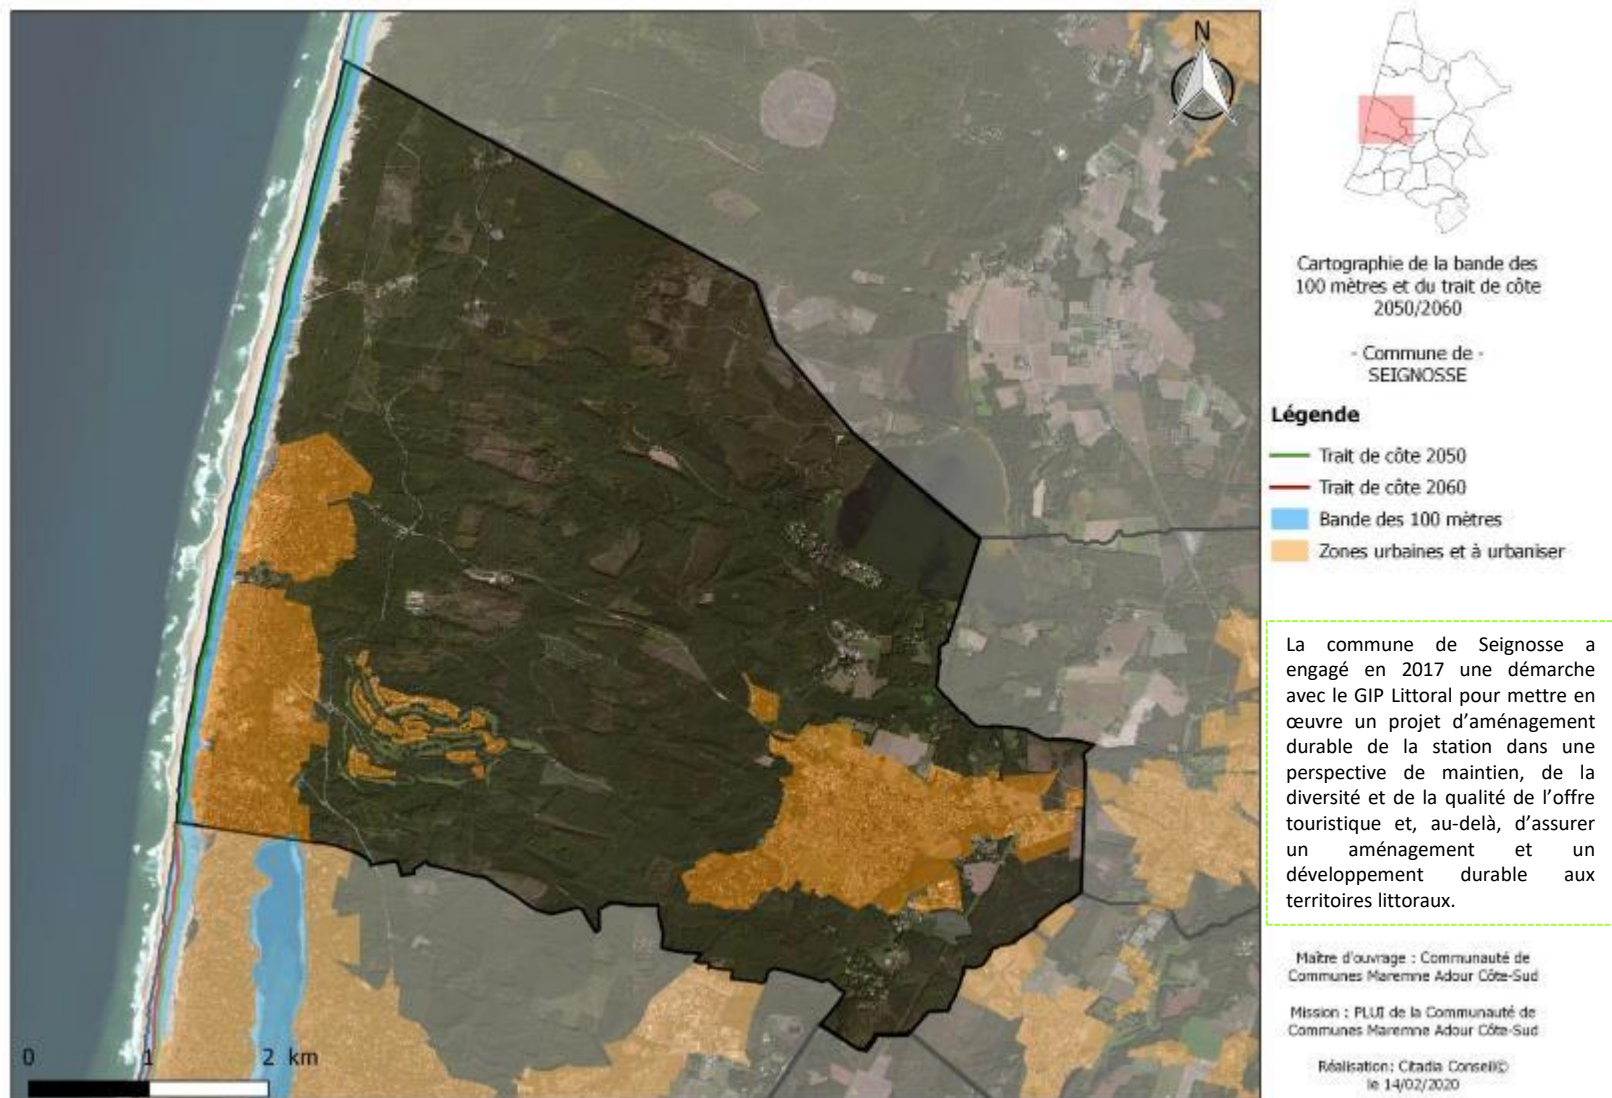 N
Cartographie de la bande des
100 mètres et du trait de côte
2050/2060
- Commune de -
SEIGNOSSE
Légende
Trait de côte 2050
Trait de côte 2060
Bande des 100 mètres
Zones urbaines et à urbaniser
La commune de Seignosse a
engagé en 2017 une démarche
avec le GIP Littoral pour mettre en
œuvre un projet d’aménagement
durable de la station dans une
perspective de maintien, de la
diversité et de la qualité de l’offre
touristique et, au-delà, d’assurer
un aménagement et un
développement durable aux
territoires littoraux.
Maître d'ouvrage : Communauté de
Communes Maremne Adour Côte-Sud
Mission : PLUI de la Communauté de
Communes Maremne Adour Côte-Sud
Réalisation: Citadia Conseil©
le 14/02/2020
0 1 2 km